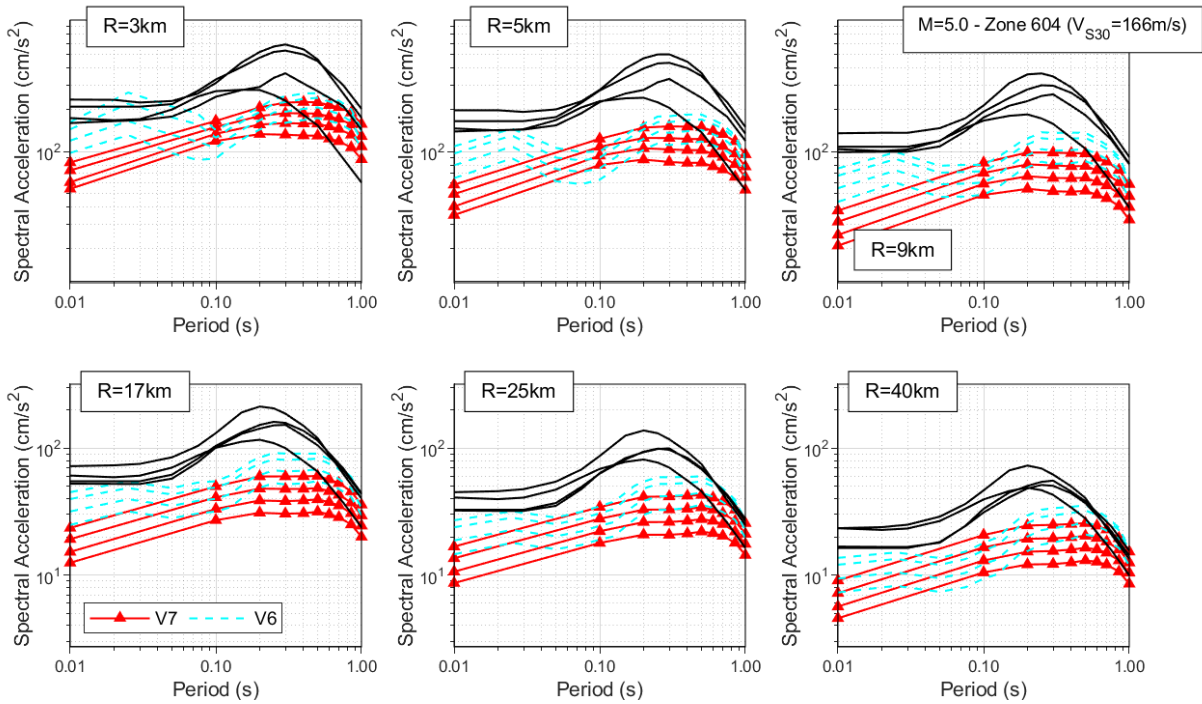 R=3km
R=5km
M=5.0 - Zone 604 (V_S30=166m/s)
Spectral Acceleration (cm/s²)
10²
0.01 0.10 1.00
Period (s)
Spectral Acceleration (cm/s²)
10²
0.01 0.10 1.00
Period (s)
Spectral Acceleration (cm/s²)
10²
R=9km
0.01 0.10 1.00
Period (s)
R=17km
R=25km
R=40km
Spectral Acceleration (cm/s²)
10²
10¹
V7 V6
0.01 0.10 1.00
Period (s)
Spectral Acceleration (cm/s²)
10²
10¹
0.01 0.10 1.00
Period (s)
Spectral Acceleration (cm/s²)
10²
10¹
0.01 0.10 1.00
Period (s)